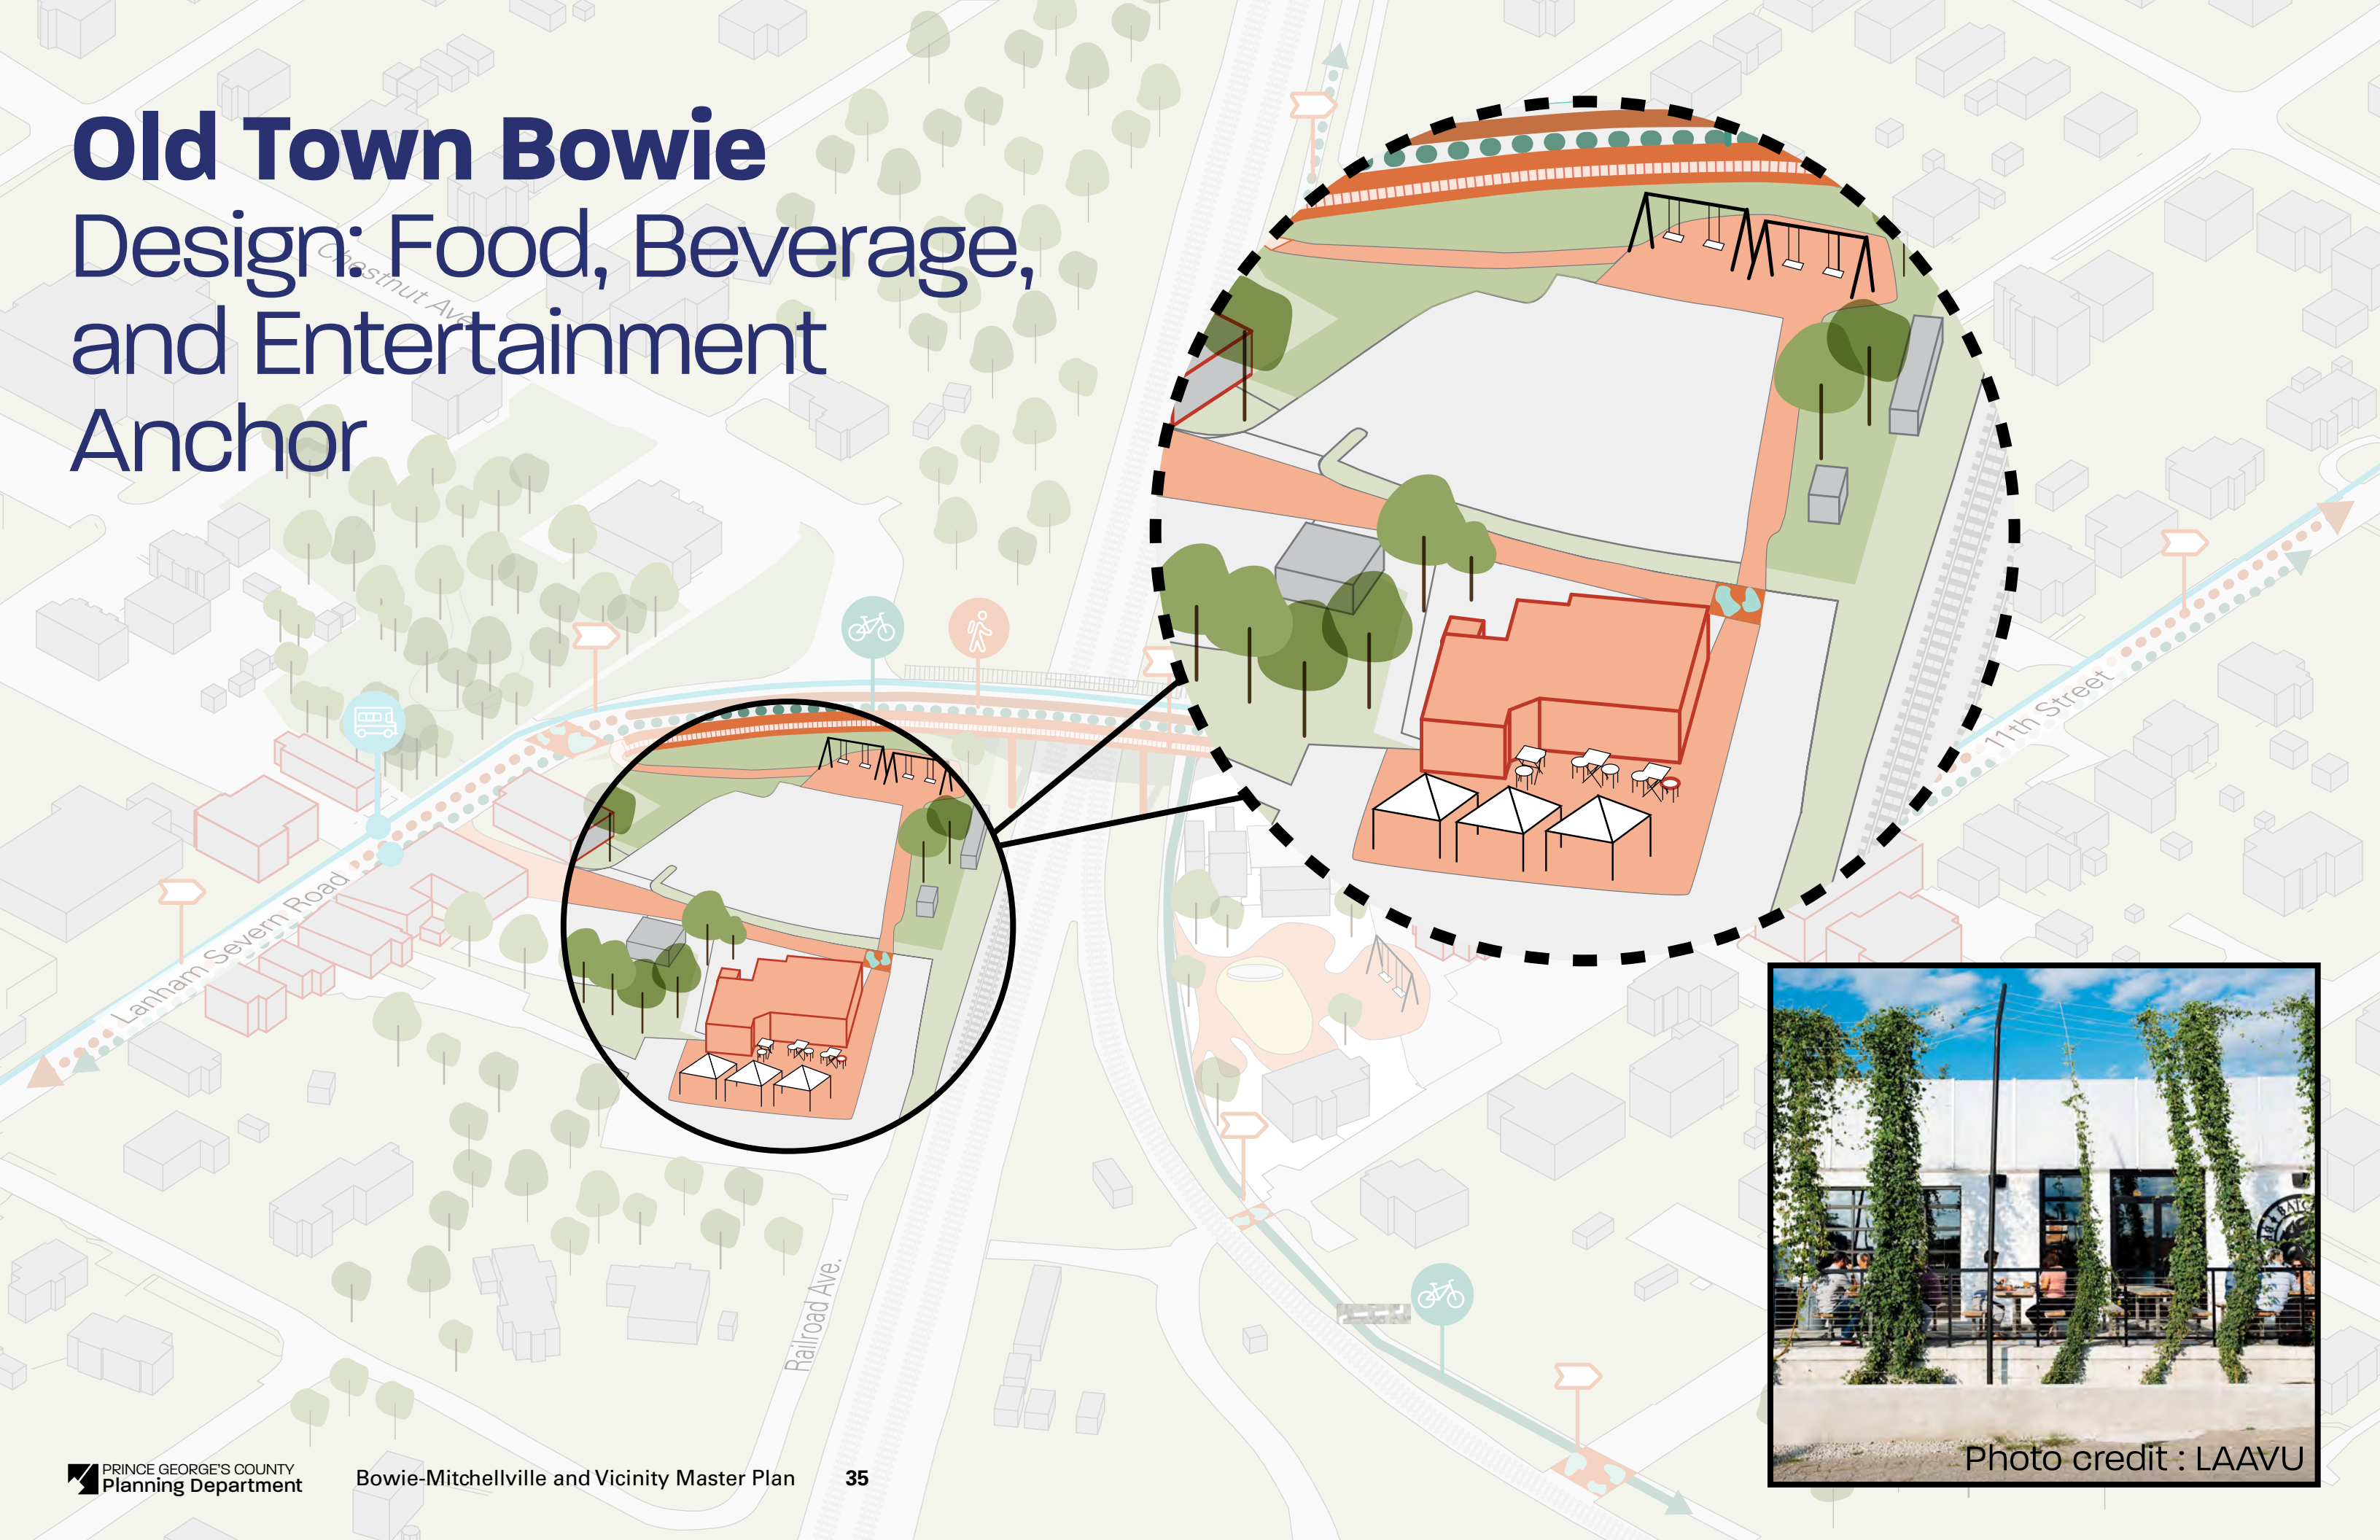 Old Town Bowie
Design: Food, Beverage,
and Entertainment
Anchor
Chestnut Ave.
Lanham Severn Road
11th Street
Railroad Ave.
PRINCE GEORGE'S COUNTY
Planning Department
Bowie-Mitchellville and Vicinity Master Plan
35
Photo credit : LAAVU